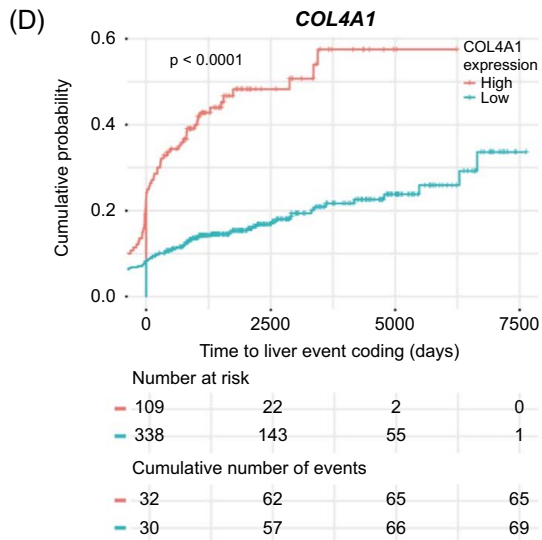 (D)
COL4A1
p < 0.0001
COL4A1
expression
High
Low
0.6
0.4
0.2
0.0
Cumulative probability
0 2500 5000 7500
Time to liver event coding (days)
Number at risk
109 22 2 0
338 143 55 1
Cumulative number of events
32 62 65 65
30 57 66 69